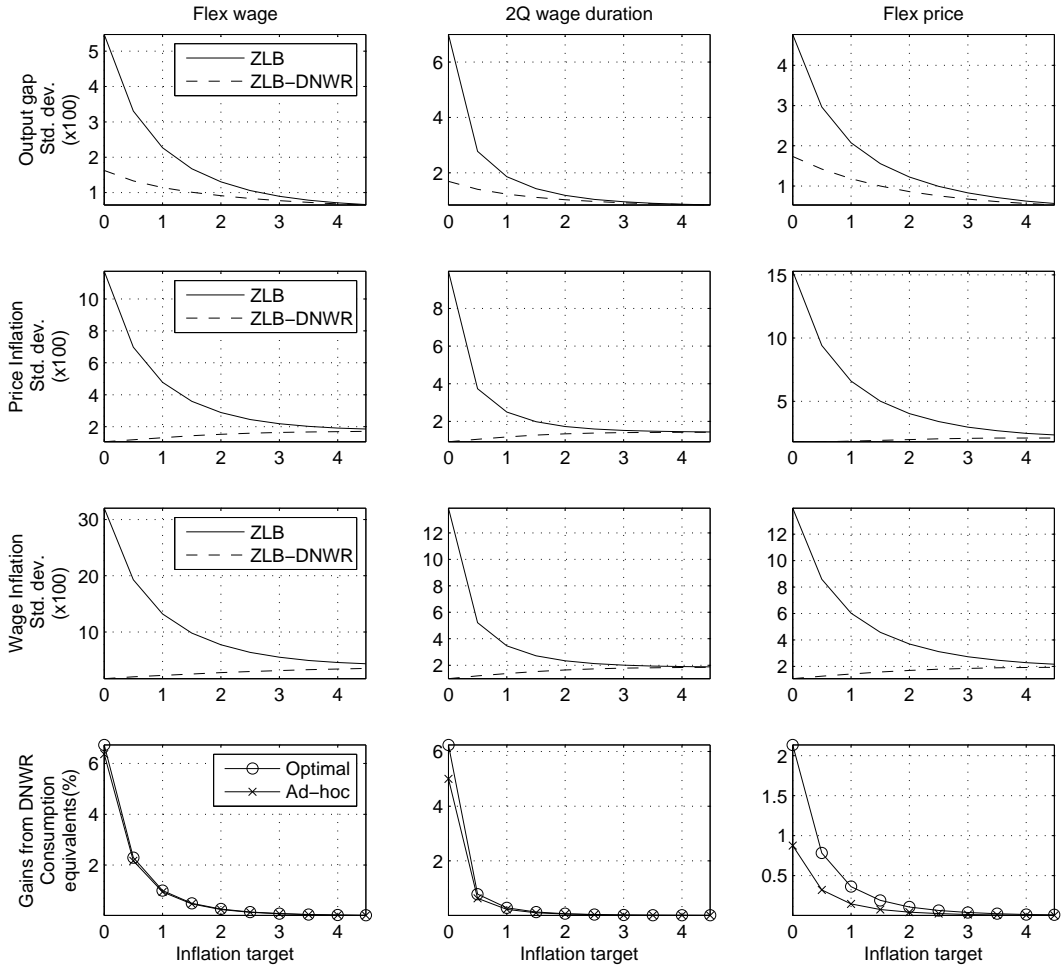 Flex wage
2Q wage duration
Flex price
Output gap
Std. dev.
(x100)
5
4
3
2
1
ZLB
ZLB-DNWR
0 1 2 3 4
6
4
2
0 1 2 3 4
4
3
2
1
0 1 2 3 4
Price Inflation
Std. dev.
(x100)
10
8
6
4
2
ZLB
ZLB-DNWR
0 1 2 3 4
8
6
4
2
0 1 2 3 4
15
10
5
0 1 2 3 4
Wage Inflation
Std. dev.
(x100)
30
20
10
ZLB
ZLB-DNWR
0 1 2 3 4
12
10
8
6
4
2
0 1 2 3 4
12
10
8
6
4
2
0 1 2 3 4
Gains from DNWR
Consumption
equivalents(%)
6
4
2
Optimal
Ad-hoc
0 1 2 3 4
Inflation target
6
4
2
0 1 2 3 4
Inflation target
2
1.5
1
0.5
0 1 2 3 4
Inflation target